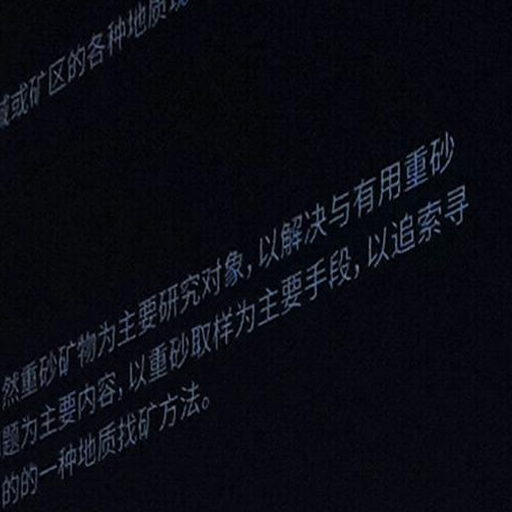 域或矿区的各种地质现
然重砂矿物为主要研究对象，以解决与有用重砂
题为主要内容，以重砂取样为主要手段，以追索寻
的的一种地质找矿方法。